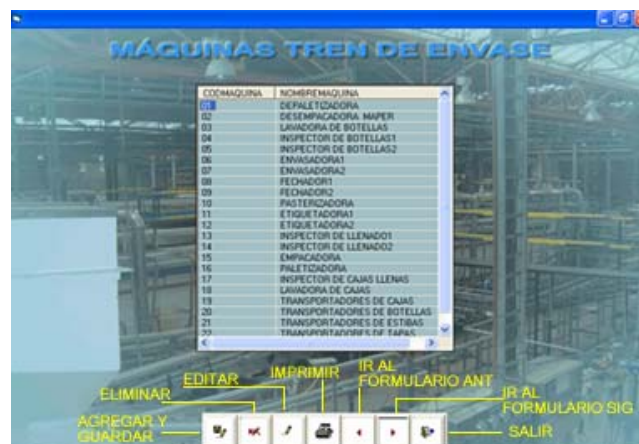 MÁQUINAS TREN DE ENVASE
CODMAQUINA NOMBREMAQUINA
01 DEPALETIZADORA
02 DESEMPACADORA MAPER
03 LAVADORA DE BOTELLAS
04 INSPECTOR DE BOTELLAS1
05 INSPECTOR DE BOTELLAS2
06 ENVASADORA1
07 ENVASADORA2
08 FECHADOR1
09 FECHADOR2
10 PASTERIZADORA
11 ETIQUETADORA1
12 ETIQUETADORA2
13 INSPECTOR DE LLENADO1
14 INSPECTOR DE LLENADO2
15 EMPACADORA
16 PALETIZADORA
17 INSPECTOR DE CAJAS LLENAS
18 LAVADORA DE CAJAS
19 TRANSPORTADORES DE CAJAS
20 TRANSPORTADORES DE BOTELLAS
21 TRANSPORTADORES DE ESTIBAS
22 TRANSPORTADORES DE TAPAS
AGREGAR Y
GUARDAR
ELIMINAR
EDITAR
IMPRIMIR
IR AL
FORMULARIO ANT
IR AL
FORMULARIO SIG.
SALIR